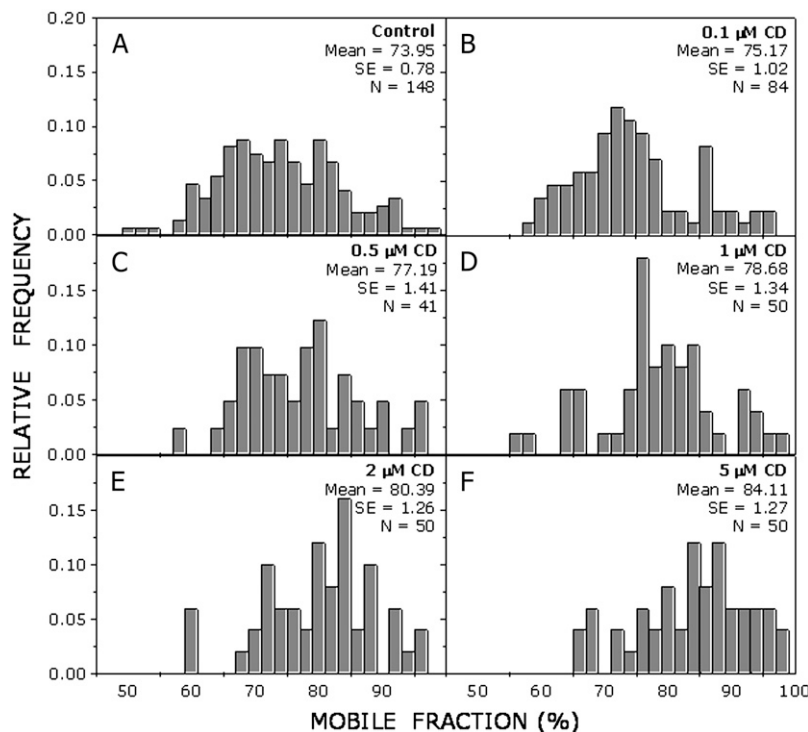 RELATIVE FREQUENCY
0.20
0.15
0.10
0.05
0.00
A
Control
Mean = 73.95
SE = 0.78
N = 148
B
0.1 µM CD
Mean = 75.17
SE = 1.02
N = 84
0.15
0.10
0.05
0.00
C
0.5 µM CD
Mean = 77.19
SE = 1.41
N = 41
D
1 µM CD
Mean = 78.68
SE = 1.34
N = 50
0.15
0.10
0.05
0.00
E
2 µM CD
Mean = 80.39
SE = 1.26
N = 50
F
5 µM CD
Mean = 84.11
SE = 1.27
N = 50
50 60 70 80 90 50 60 70 80 90 100
MOBILE FRACTION (%)